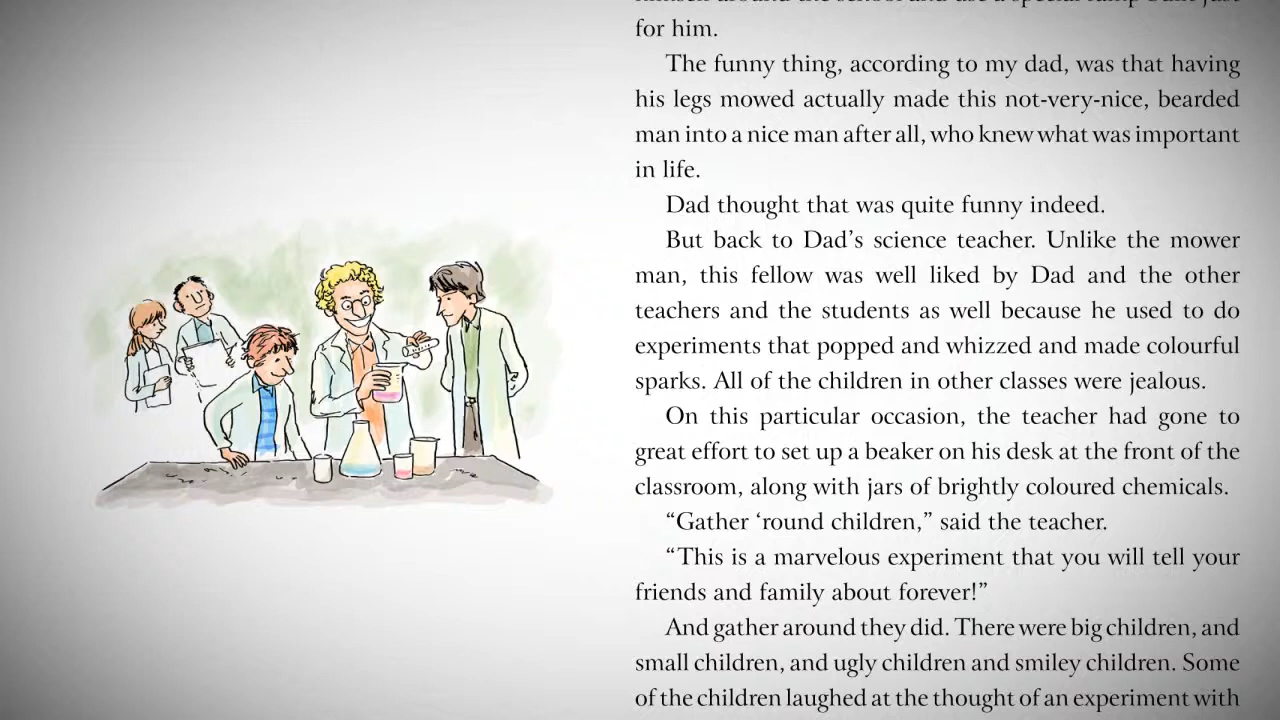 for him.
The funny thing, according to my dad, was that having
his legs mowed actually made this not-very-nice, bearded
man into a nice man after all, who knew what was important
in life.
Dad thought that was quite funny indeed.
But back to Dad’s science teacher. Unlike the mower
man, this fellow was well liked by Dad and the other
teachers and the students as well because he used to do
experiments that popped and whizzed and made colourful
sparks. All of the children in other classes were jealous.
On this particular occasion, the teacher had gone to
great effort to set up a beaker on his desk at the front of the
classroom, along with jars of brightly coloured chemicals.
“Gather ‘round children,” said the teacher.
“This is a marvelous experiment that you will tell your
friends and family about forever!”
And gather around they did. There were big children, and
small children, and ugly children and smiley children. Some
of the children laughed at the thought of an experiment with